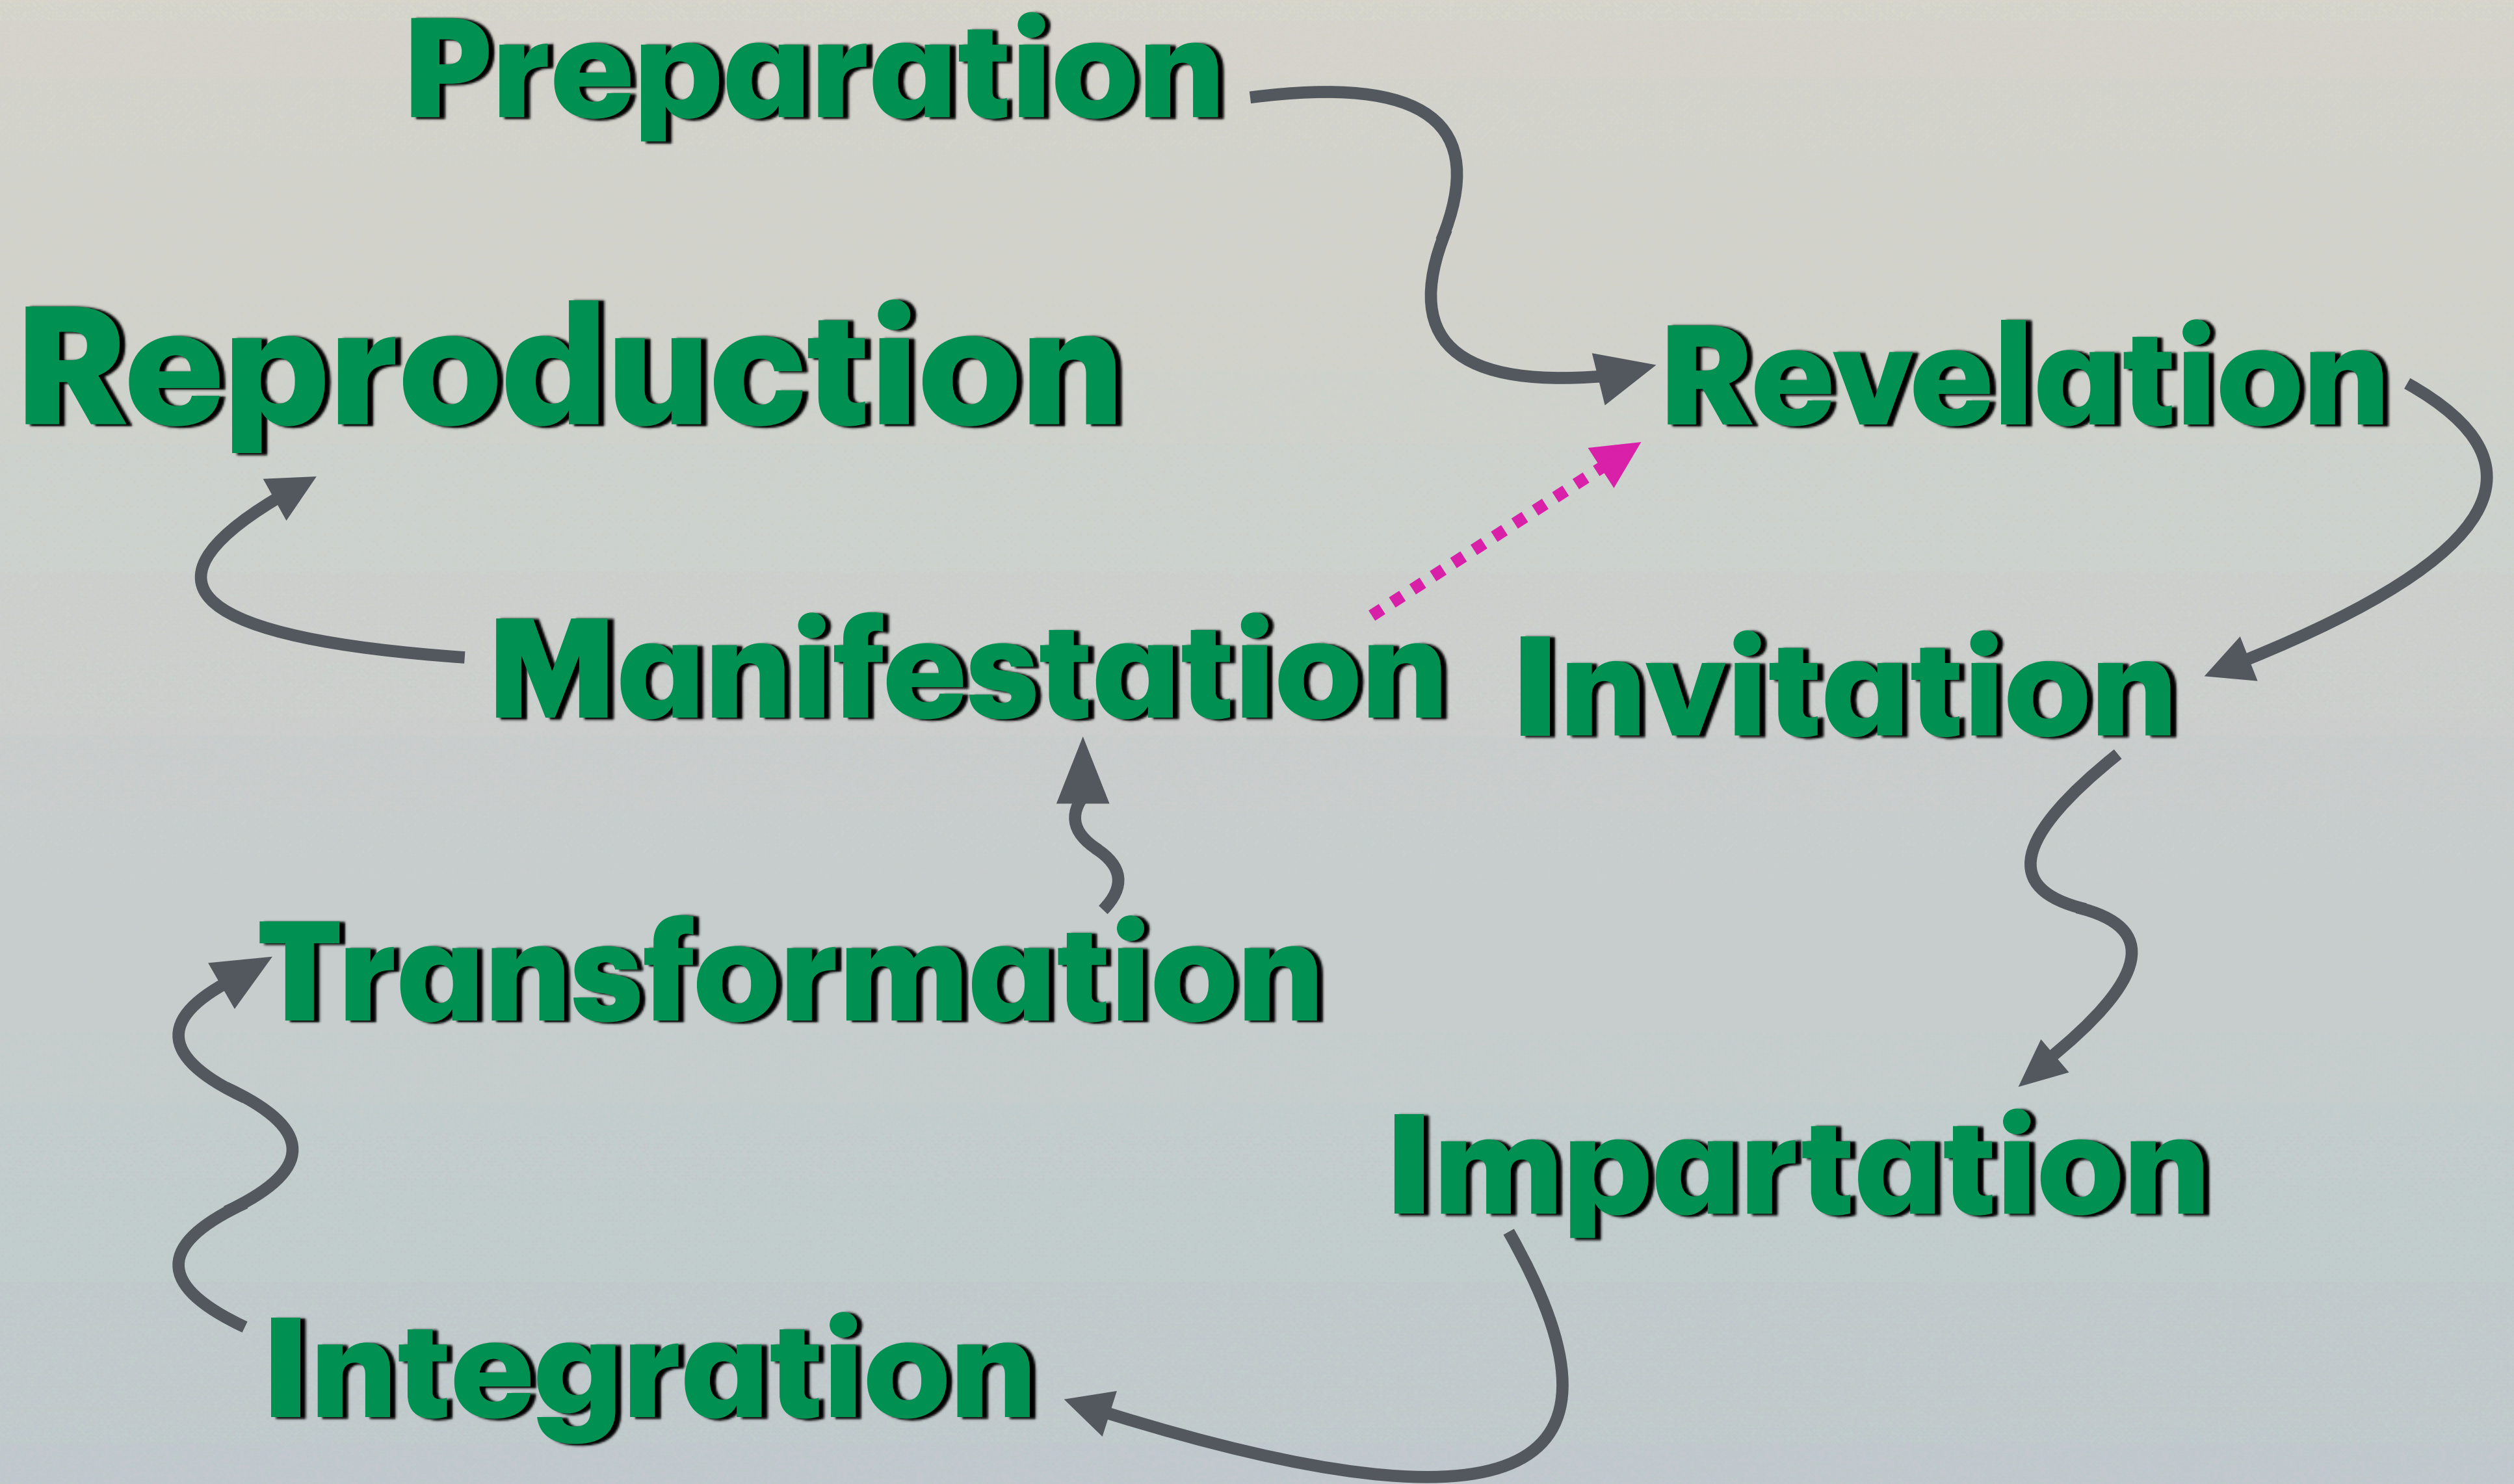 Preparation
Reproduction
Revelation
Manifestation
Invitation
Transformation
Impartation
Integration